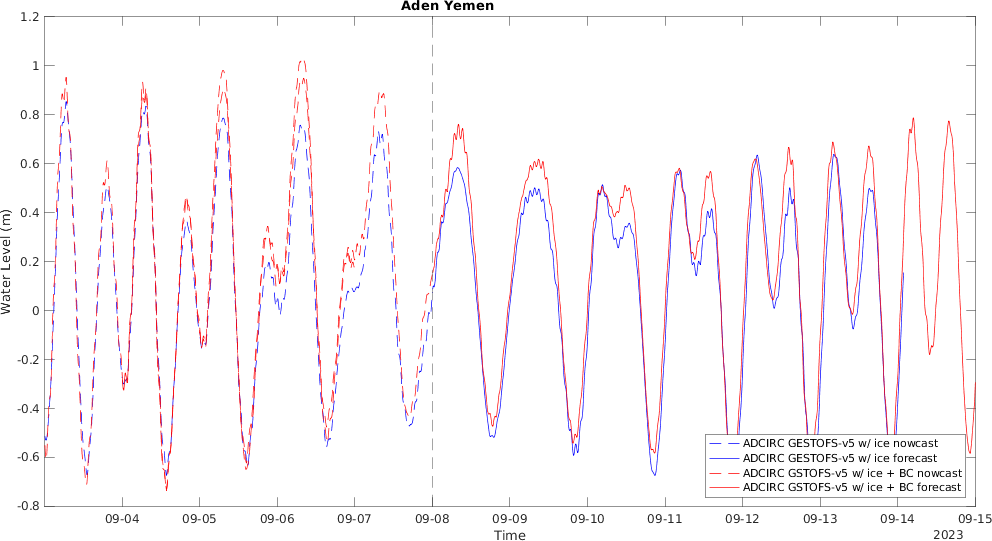 Aden Yemen
1.2
1
0.8
0.6
0.4
0.2
0
-0.2
-0.4
-0.6
-0.8
Water Level (m)
09-04 09-05 09-06 09-07 09-08 09-09 09-10 09-11 09-12 09-13 09-14 09-15
Time
2023
ADCIRC GESTOFS-v5 w/ ice nowcast
ADCIRC GESTOFS-v5 w/ ice forecast
ADCIRC GSTOFS-v5 w/ ice + BC nowcast
ADCIRC GSTOFS-v5 w/ ice + BC forecast